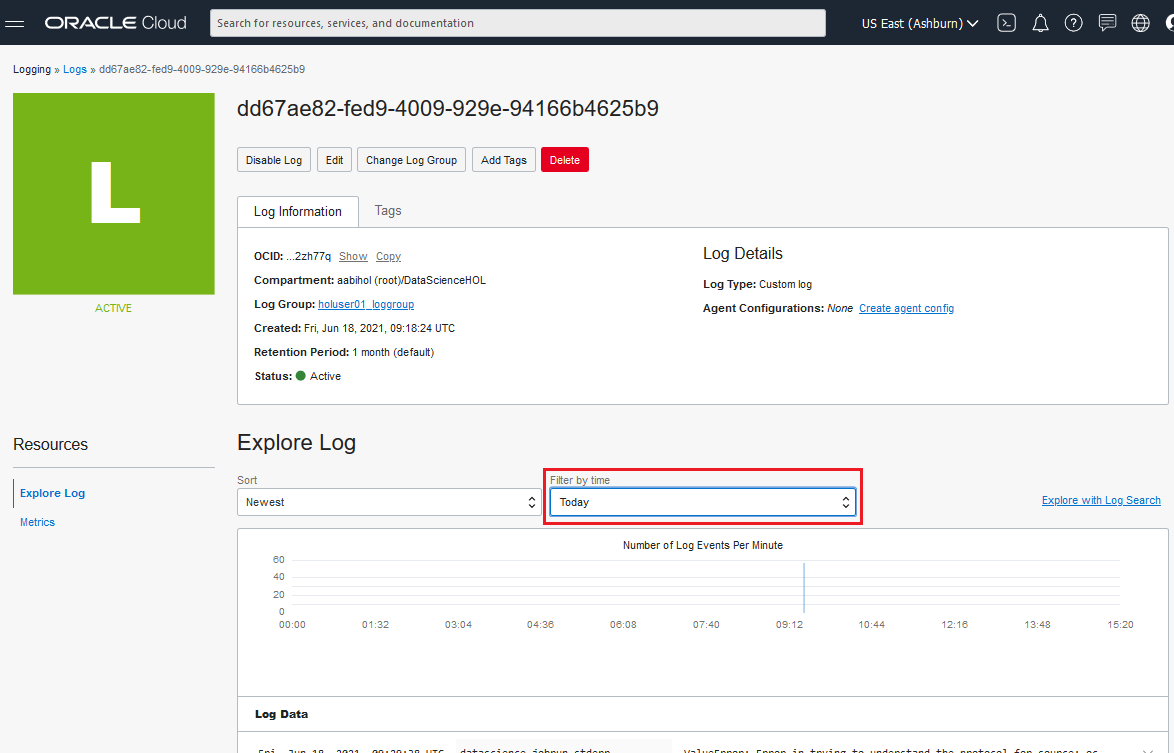 ORACLE Cloud
Search for resources, services, and documentation
US East (Ashburn)
Logging » Logs » dd67ae82-fed9-4009-929e-94166b4625b9
L
ACTIVE
dd67ae82-fed9-4009-929e-94166b4625b9
Disable Log Edit Change Log Group Add Tags Delete
Log Information Tags
OCID: ...2zh77q Show Copy
Compartment: aabihol (root)/DataScienceHOL
Log Group: holuser01_loggroup
Created: Fri, Jun 18, 2021, 09:18:24 UTC
Retention Period: 1 month (default)
Status: Active
Log Details
Log Type: Custom log
Agent Configurations: None Create agent config
Resources
Explore Log
Metrics
Explore Log
Sort
Newest
Filter by time
Today
Explore with Log Search
Number of Log Events Per Minute
60
40
20
0
00:00 01:32 03:04 04:36 06:08 07:40 09:12 10:44 12:16 13:48 15:20
Log Data